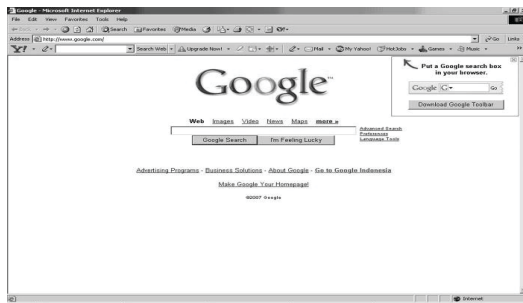 Google - Microsoft Internet Explorer
File Edit View Favorites Tools Help
Search Favorites Media
Address http://www.google.com/ Go Links
Y! Search Web Upgrade Now! Mail My Yahoo! HotJobs Games Music
Put a Google search box
in your browser.
Google G Go
Download Google Toolbar
Google™
Web Images Video News Maps more »
Advanced Search
Preferences
Language Tools
Google Search I'm Feeling Lucky
Advertising Programs - Business Solutions - About Google - Go to Google Indonesia
Make Google Your Homepage!
©2007 Google
Internet